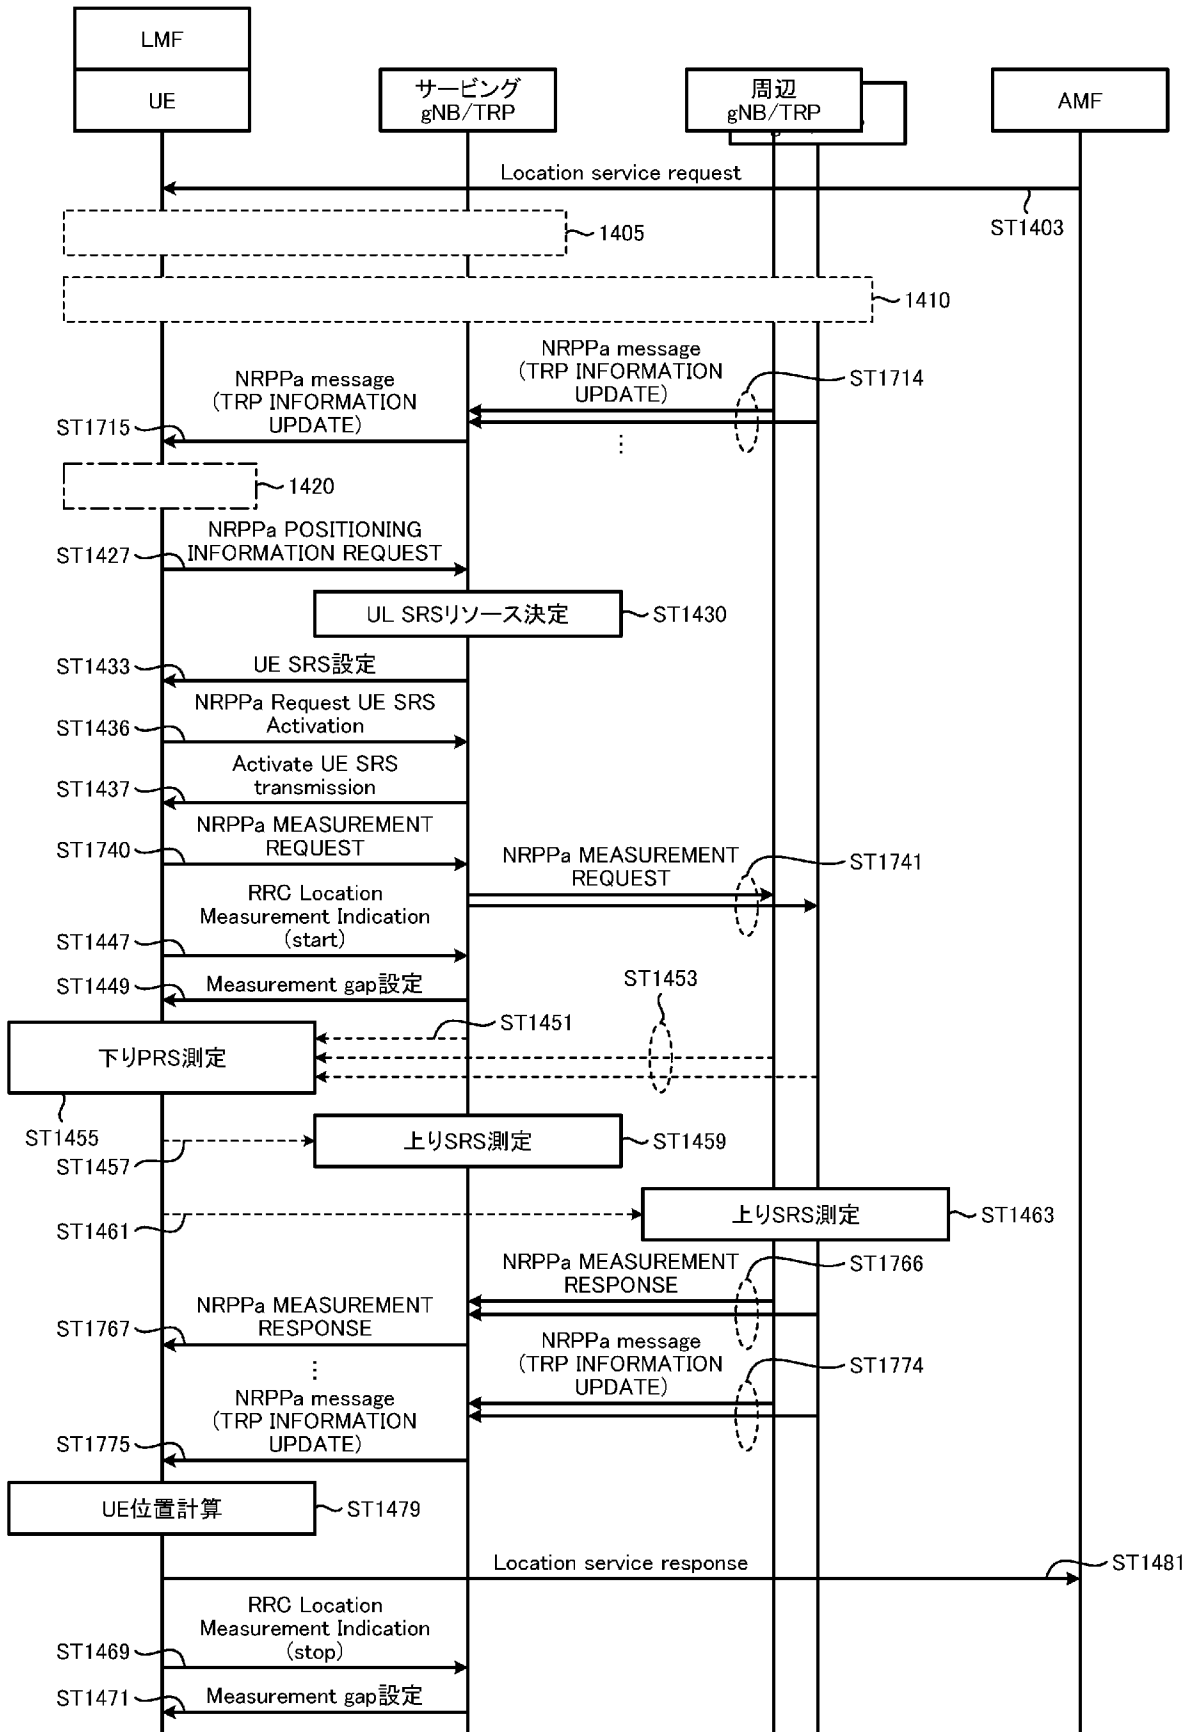 LMF
UE
サービング
gNB/TRP
周辺
gNB/TRP
AMF
Location service request
ST1403
1405
1410
NRPPa message
(TRP INFORMATION
UPDATE)
ST1714
NRPPa message
(TRP INFORMATION
UPDATE)
ST1715
⋮
1420
NRPPa POSITIONING
INFORMATION REQUEST
ST1427
UL SRSリソース決定
ST1430
UE SRS設定
ST1433
NRPPa Request UE SRS
Activation
ST1436
Activate UE SRS
transmission
ST1437
NRPPa MEASUREMENT
REQUEST
ST1740
NRPPa MEASUREMENT
REQUEST
ST1741
RRC Location
Measurement Indication
(start)
ST1447
Measurement gap設定
ST1449
ST1453
ST1451
下りPRS測定
ST1455
上りSRS測定
ST1459
ST1457
上りSRS測定
ST1463
ST1461
NRPPa MEASUREMENT
RESPONSE
ST1766
NRPPa MEASUREMENT
RESPONSE
ST1767
⋮
NRPPa message
(TRP INFORMATION
UPDATE)
ST1774
NRPPa message
(TRP INFORMATION
UPDATE)
ST1775
UE位置計算
ST1479
Location service response
ST1481
RRC Location
Measurement Indication
(stop)
ST1469
Measurement gap設定
ST1471